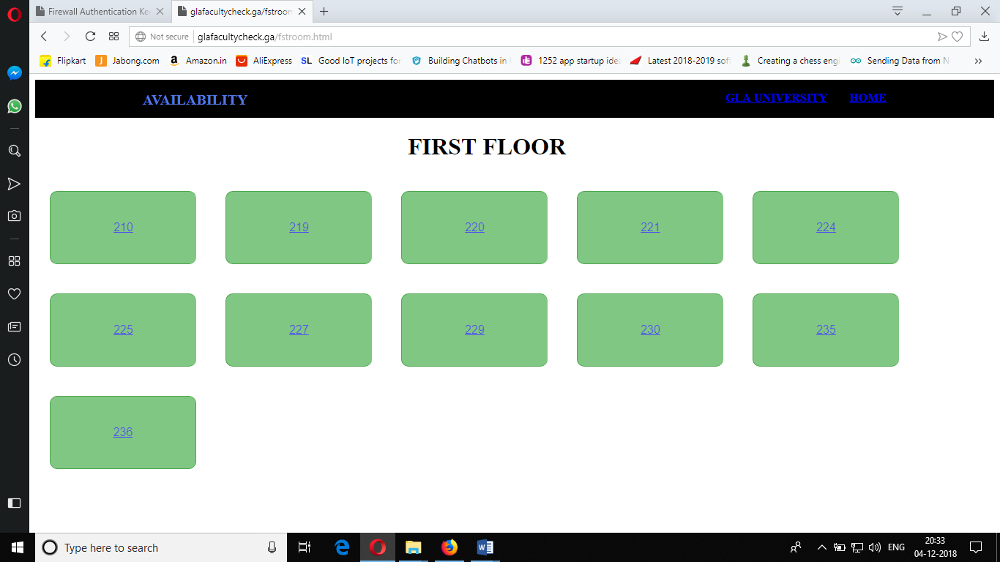 Firewall Authentication Ke
glafacultycheck.ga/fstroom
Not secure
glafacultycheck.ga/fstroom.html
Flipkart
Jabong.com
Amazon.in
AliExpress
SL Good IoT projects for
Building Chatbots in
1252 app startup idea
Latest 2018-2019 soft
Creating a chess engi
Sending Data from N
AVAILABILITY
GLA UNIVERSITY
HOME
FIRST FLOOR
210
219
220
221
224
225
227
229
230
235
236
Type here to search
ENG
20:33
04-12-2018